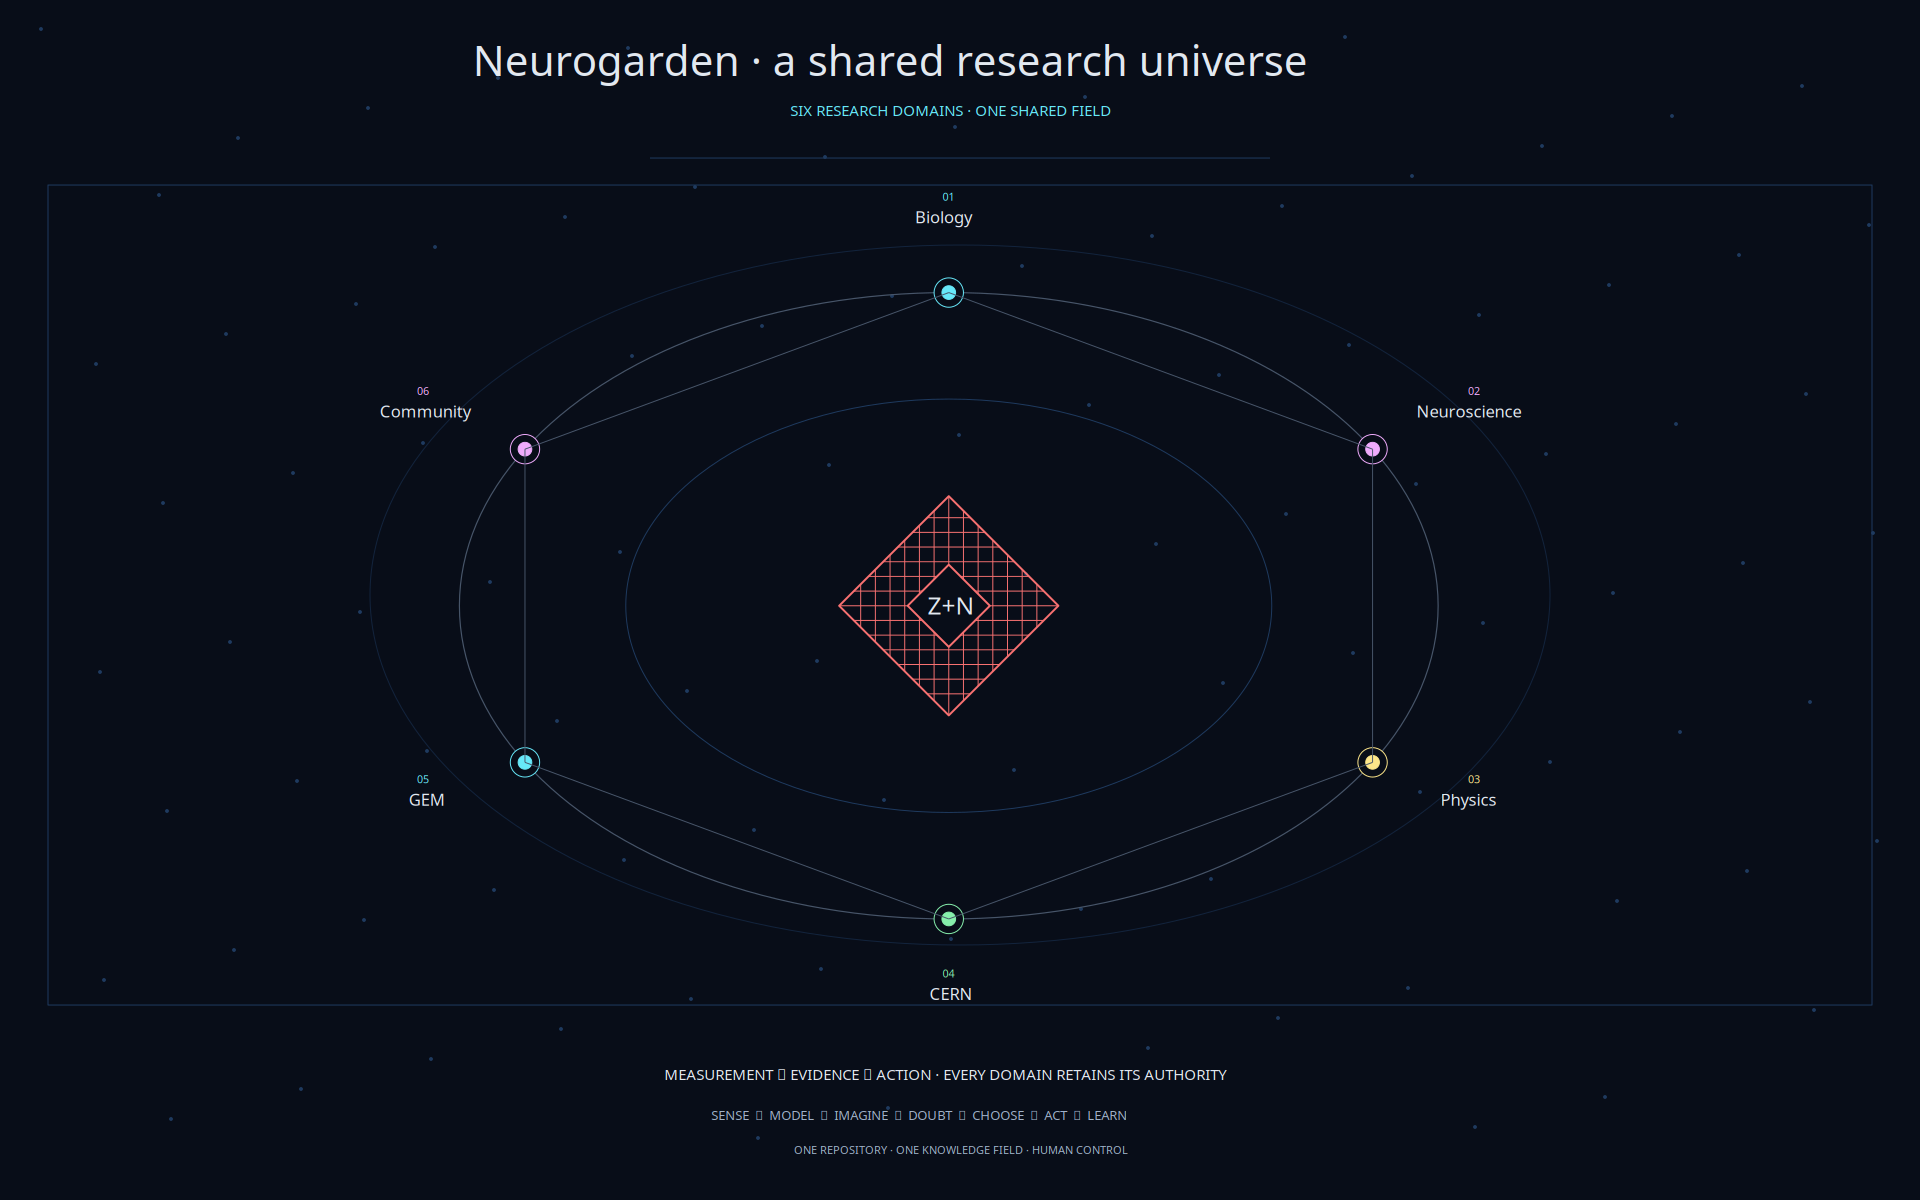 Neurogarden · a shared research universe
SIX RESEARCH DOMAINS · ONE SHARED FIELD
01
Biology
06
Community
02
Neuroscience
Z+N
05
GEM
03
Physics
04
CERN
MEASUREMENT ▯ EVIDENCE ▯ ACTION · EVERY DOMAIN RETAINS ITS AUTHORITY
SENSE ▯ MODEL ▯ IMAGINE ▯ DOUBT ▯ CHOOSE ▯ ACT ▯ LEARN
ONE REPOSITORY · ONE KNOWLEDGE FIELD · HUMAN CONTROL